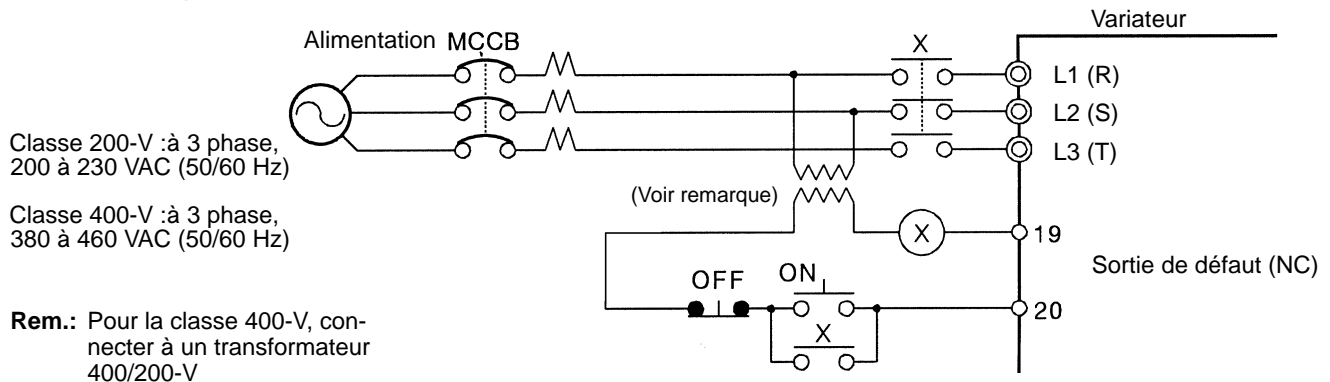 Variateur
Alimentation MCCB
X
L1 (R)
L2 (S)
L3 (T)
Classe 200-V :à 3 phase,
200 à 230 VAC (50/60 Hz)
(Voir remarque)
Classe 400-V :à 3 phase,
380 à 460 VAC (50/60 Hz)
X
19
Sortie de défaut (NC)
OFF
ON
20
X
Rem.: Pour la classe 400-V, con-
necter à un transformateur
400/200-V